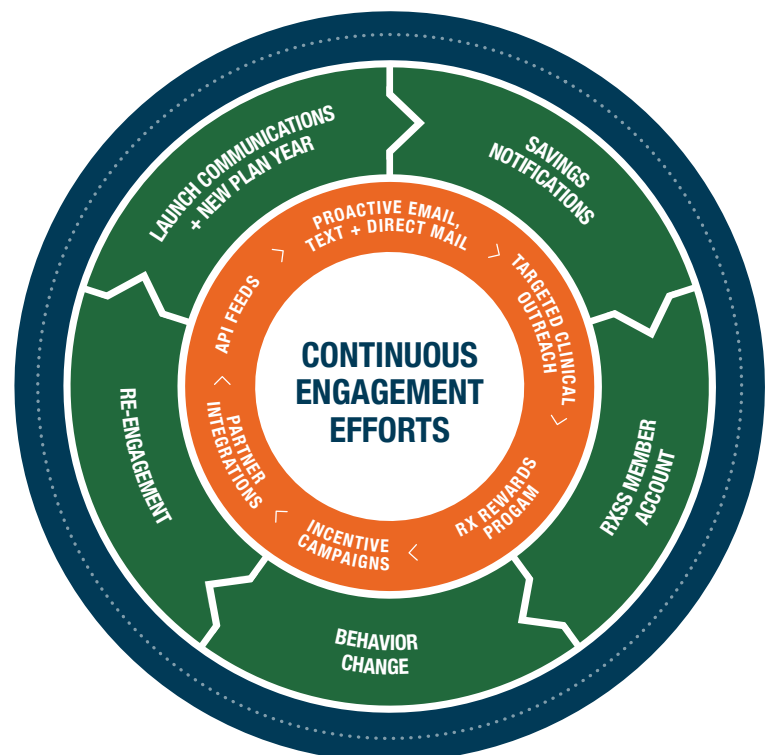 LAUNCH COMMUNICATIONS
+ NEW PLAN YEAR
SAVINGS
NOTIFICATIONS
RXSS MEMBER
ACCOUNT
BEHAVIOR
CHANGE
RE-ENGAGEMENT
PROACTIVE EMAIL,
TEXT + DIRECT MAIL
TARGETED CLINICAL
OUTREACH
RX REWARDS
PROGAM
INCENTIVE
CAMPAIGNS
PARTNER
INTEGRATIONS
API FEEDS
CONTINUOUS
ENGAGEMENT
EFFORTS